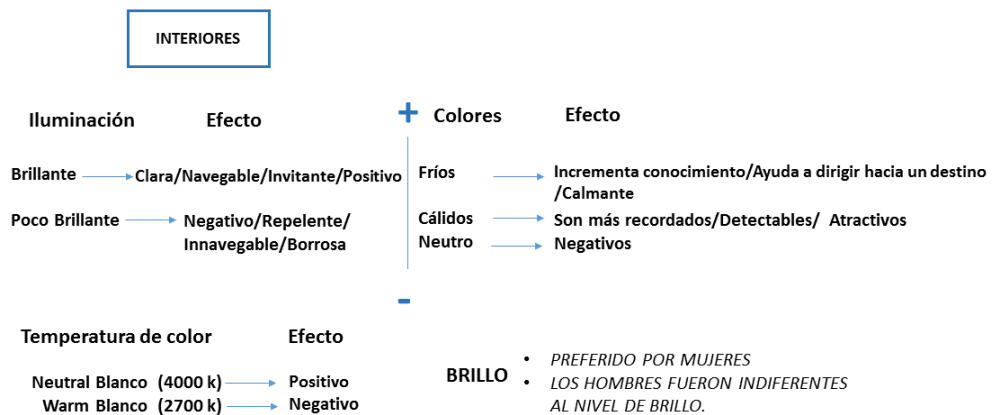 INTERIORES
Iluminación Efecto
Brillante Clara/Navegable/Invitante/Positivo
Poco Brillante Negativo/Repelente/
Innavegable/Borrosa
+
-
Colores Efecto
Fríos Incrementa conocimiento/Ayuda a dirigir hacia un destino
/Calmante
Cálidos Son más recordados/Detectables/ Atractivos
Neutro Negativos
Temperatura de color Efecto
Neutral Blanco (4000 k) Positivo
Warm Blanco (2700 k) Negativo
BRILLO
• PREFERIDO POR MUJERES
• LOS HOMBRES FUERON INDIFERENTES
AL NIVEL DE BRILLO.